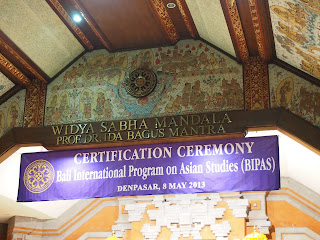 WIDYA SABHA MANDALA
PROF. DR. IDA BAGUS MANTRA
CERTIFICATION CEREMONY
Bali International Program on Asian Studies (BIPAS)
DENPASAR, 8 MAY 2013